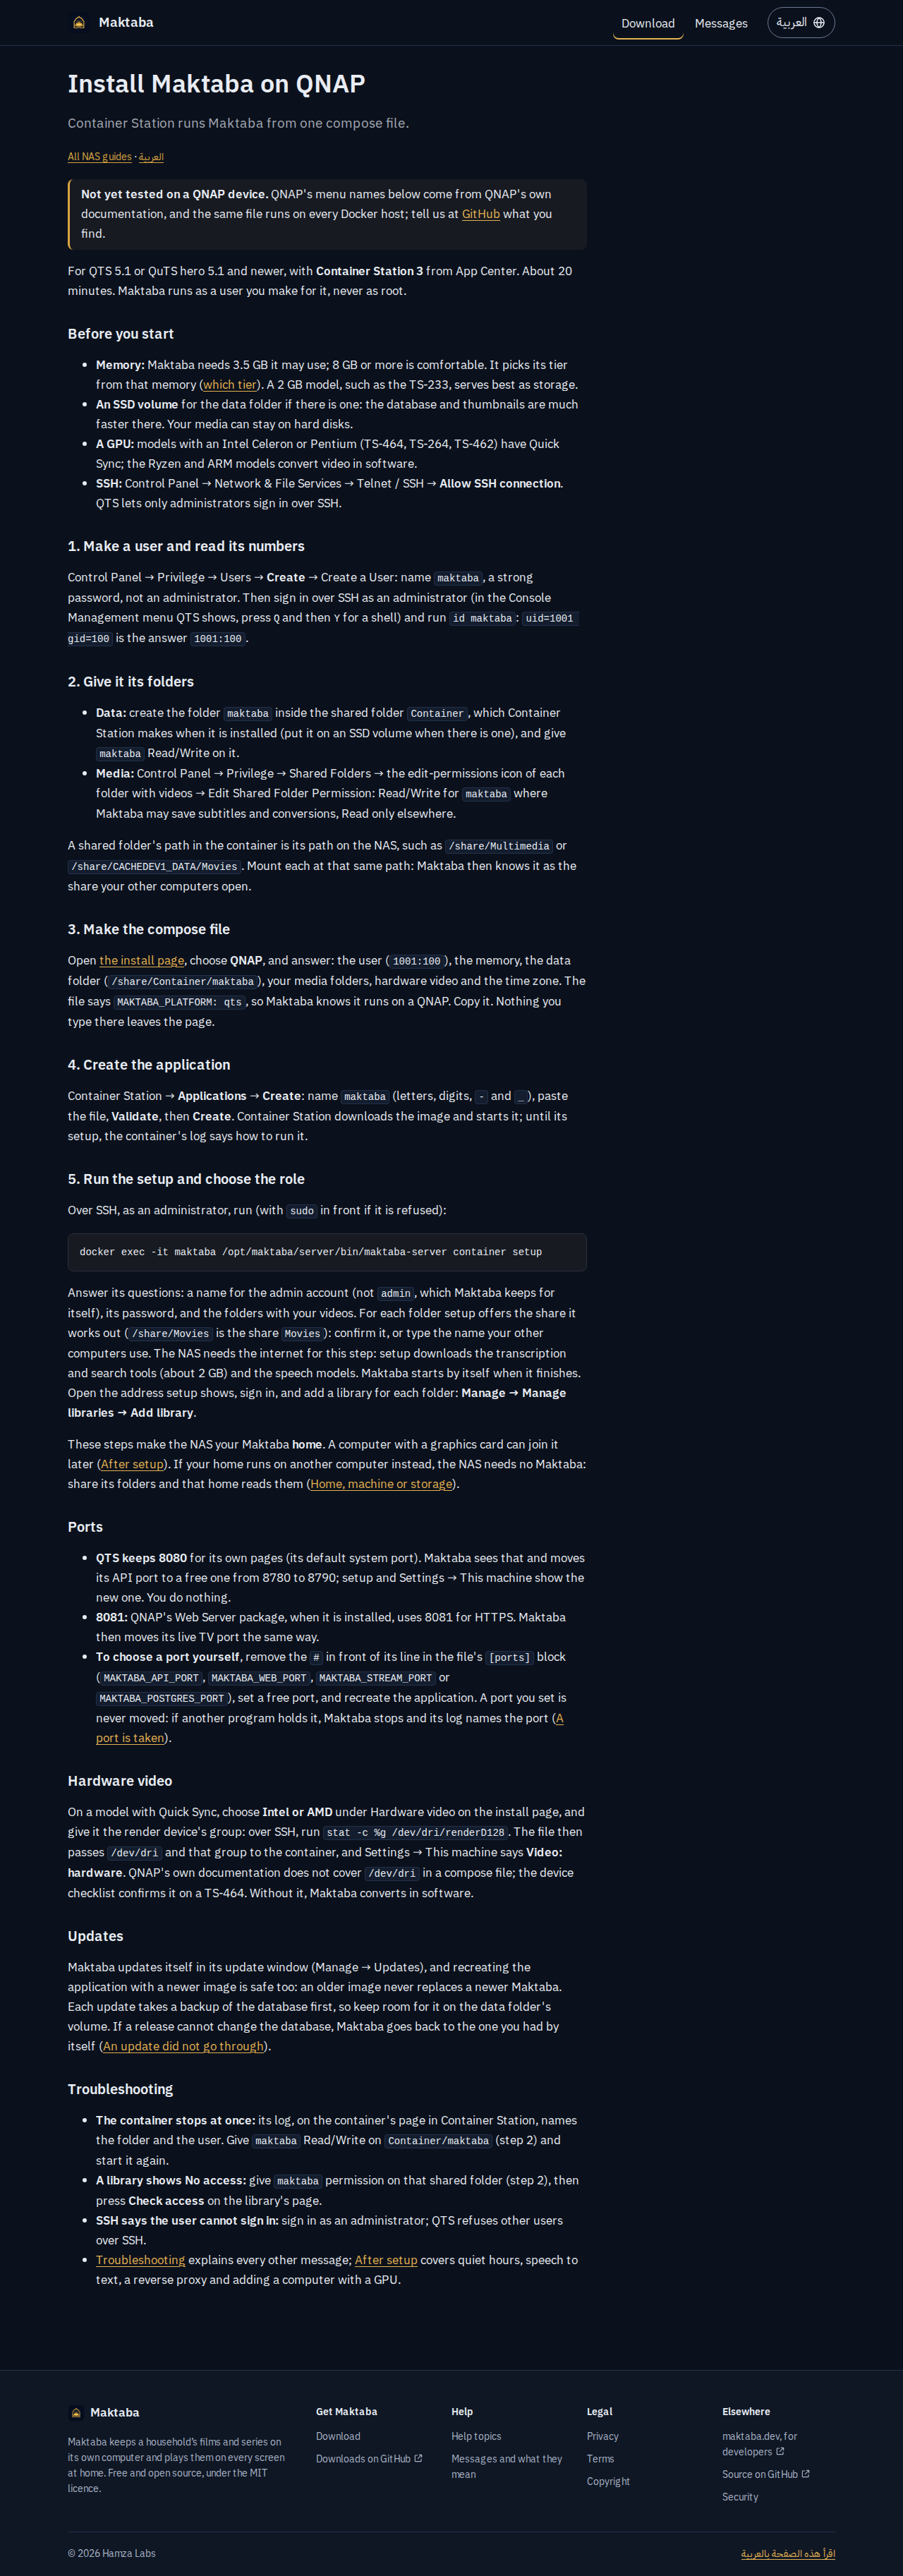 Maktaba
Download
Messages
العربية
Install Maktaba on QNAP
Container Station runs Maktaba from one compose file.
All NAS guides · العربية
Not yet tested on a QNAP device. QNAP's menu names below come from QNAP's own
documentation, and the same file runs on every Docker host; tell us at GitHub what you
find.
For QTS 5.1 or QuTS hero 5.1 and newer, with Container Station 3 from App Center. About 20
minutes. Maktaba runs as a user you make for it, never as root.
Before you start
• Memory: Maktaba needs 3.5 GB it may use; 8 GB or more is comfortable. It picks its tier
from that memory (which tier). A 2 GB model, such as the TS-233, serves best as storage.
• An SSD volume for the data folder if there is one: the database and thumbnails are much
faster there. Your media can stay on hard disks.
• A GPU: models with an Intel Celeron or Pentium (TS-464, TS-264, TS-462) have Quick
Sync; the Ryzen and ARM models convert video in software.
• SSH: Control Panel → Network & File Services → Telnet / SSH → Allow SSH connection.
QTS lets only administrators sign in over SSH.
1. Make a user and read its numbers
Control Panel → Privilege → Users → Create → Create a User: name maktaba, a strong
password, not an administrator. Then sign in over SSH as an administrator (in the Console
Management menu QTS shows, press Q and then Y for a shell) and run id maktaba: uid=1001
gid=100 is the answer 1001:100.
2. Give it its folders
• Data: create the folder maktaba inside the shared folder Container, which Container
Station makes when it is installed (put it on an SSD volume when there is one), and give
maktaba Read/Write on it.
• Media: Control Panel → Privilege → Shared Folders → the edit-permissions icon of each
folder with videos → Edit Shared Folder Permission: Read/Write for maktaba where
Maktaba may save subtitles and conversions, Read only elsewhere.
A shared folder's path in the container is its path on the NAS, such as /share/Multimedia or
/share/CACHEDEV1_DATA/Movies. Mount each at that same path: Maktaba then knows it as the
share your other computers open.
3. Make the compose file
Open the install page, choose QNAP, and answer: the user (1001:100), the memory, the data
folder (/share/Container/maktaba), your media folders, hardware video and the time zone. The
file says MAKTABA_PLATFORM: qts, so Maktaba knows it runs on a QNAP. Copy it. Nothing you
type there leaves the page.
4. Create the application
Container Station → Applications → Create: name maktaba (letters, digits, - and _), paste
the file, Validate, then Create. Container Station downloads the image and starts it; until its
setup, the container's log says how to run it.
5. Run the setup and choose the role
Over SSH, as an administrator, run (with sudo in front if it is refused):
docker exec -it maktaba /opt/maktaba/server/bin/maktaba-server container setup
Answer its questions: a name for the admin account (not admin, which Maktaba keeps for
itself), its password, and the folders with your videos. For each folder setup offers the share it
works out (/share/Movies is the share Movies): confirm it, or type the name your other
computers use. The NAS needs the internet for this step: setup downloads the transcription
and search tools (about 2 GB) and the speech models. Maktaba starts by itself when it finishes.
Open the address setup shows, sign in, and add a library for each folder: Manage → Manage
libraries → Add library.
These steps make the NAS your Maktaba home. A computer with a graphics card can join it
later (After setup). If your home runs on another computer instead, the NAS needs no Maktaba:
share its folders and that home reads them (Home, machine or storage).
Ports
• QTS keeps 8080 for its own pages (its default system port). Maktaba sees that and moves
its API port to a free one from 8780 to 8790; setup and Settings → This machine show the
new one. You do nothing.
• 8081: QNAP's Web Server package, when it is installed, uses 8081 for HTTPS. Maktaba
then moves its live TV port the same way.
• To choose a port yourself, remove the # in front of its line in the file's [ports] block
(MAKTABA_API_PORT, MAKTABA_WEB_PORT, MAKTABA_STREAM_PORT or
MAKTABA_POSTGRES_PORT), set a free port, and recreate the application. A port you set is
never moved: if another program holds it, Maktaba stops and its log names the port (A
port is taken).
Hardware video
On a model with Quick Sync, choose Intel or AMD under Hardware video on the install page, and
give it the render device's group: over SSH, run stat -c %g /dev/dri/renderD128. The file then
passes /dev/dri and that group to the container, and Settings → This machine says Video:
hardware. QNAP's own documentation does not cover /dev/dri in a compose file; the device
checklist confirms it on a TS-464. Without it, Maktaba converts in software.
Updates
Maktaba updates itself in its update window (Manage → Updates), and recreating the
application with a newer image is safe too: an older image never replaces a newer Maktaba.
Each update takes a backup of the database first, so keep room for it on the data folder's
volume. If a release cannot change the database, Maktaba goes back to the one you had by
itself (An update did not go through).
Troubleshooting
• The container stops at once: its log, on the container's page in Container Station, names
the folder and the user. Give maktaba Read/Write on Container/maktaba (step 2) and
start it again.
• A library shows No access: give maktaba permission on that shared folder (step 2), then
press Check access on the library's page.
• SSH says the user cannot sign in: sign in as an administrator; QTS refuses other users
over SSH.
• Troubleshooting explains every other message; After setup covers quiet hours, speech to
text, a reverse proxy and adding a computer with a GPU.
Maktaba
Maktaba keeps a household's films and series on
its own computer and plays them on every screen
at home. Free and open source, under the MIT
licence.
Get Maktaba
Download
Downloads on GitHub
Help
Help topics
Messages and what they
mean
Legal
Privacy
Terms
Copyright
Elsewhere
maktaba.dev, for
developers
Source on GitHub
Security
© 2026 Hamza Labs
اقرأ هذه الصفحة بالعربية